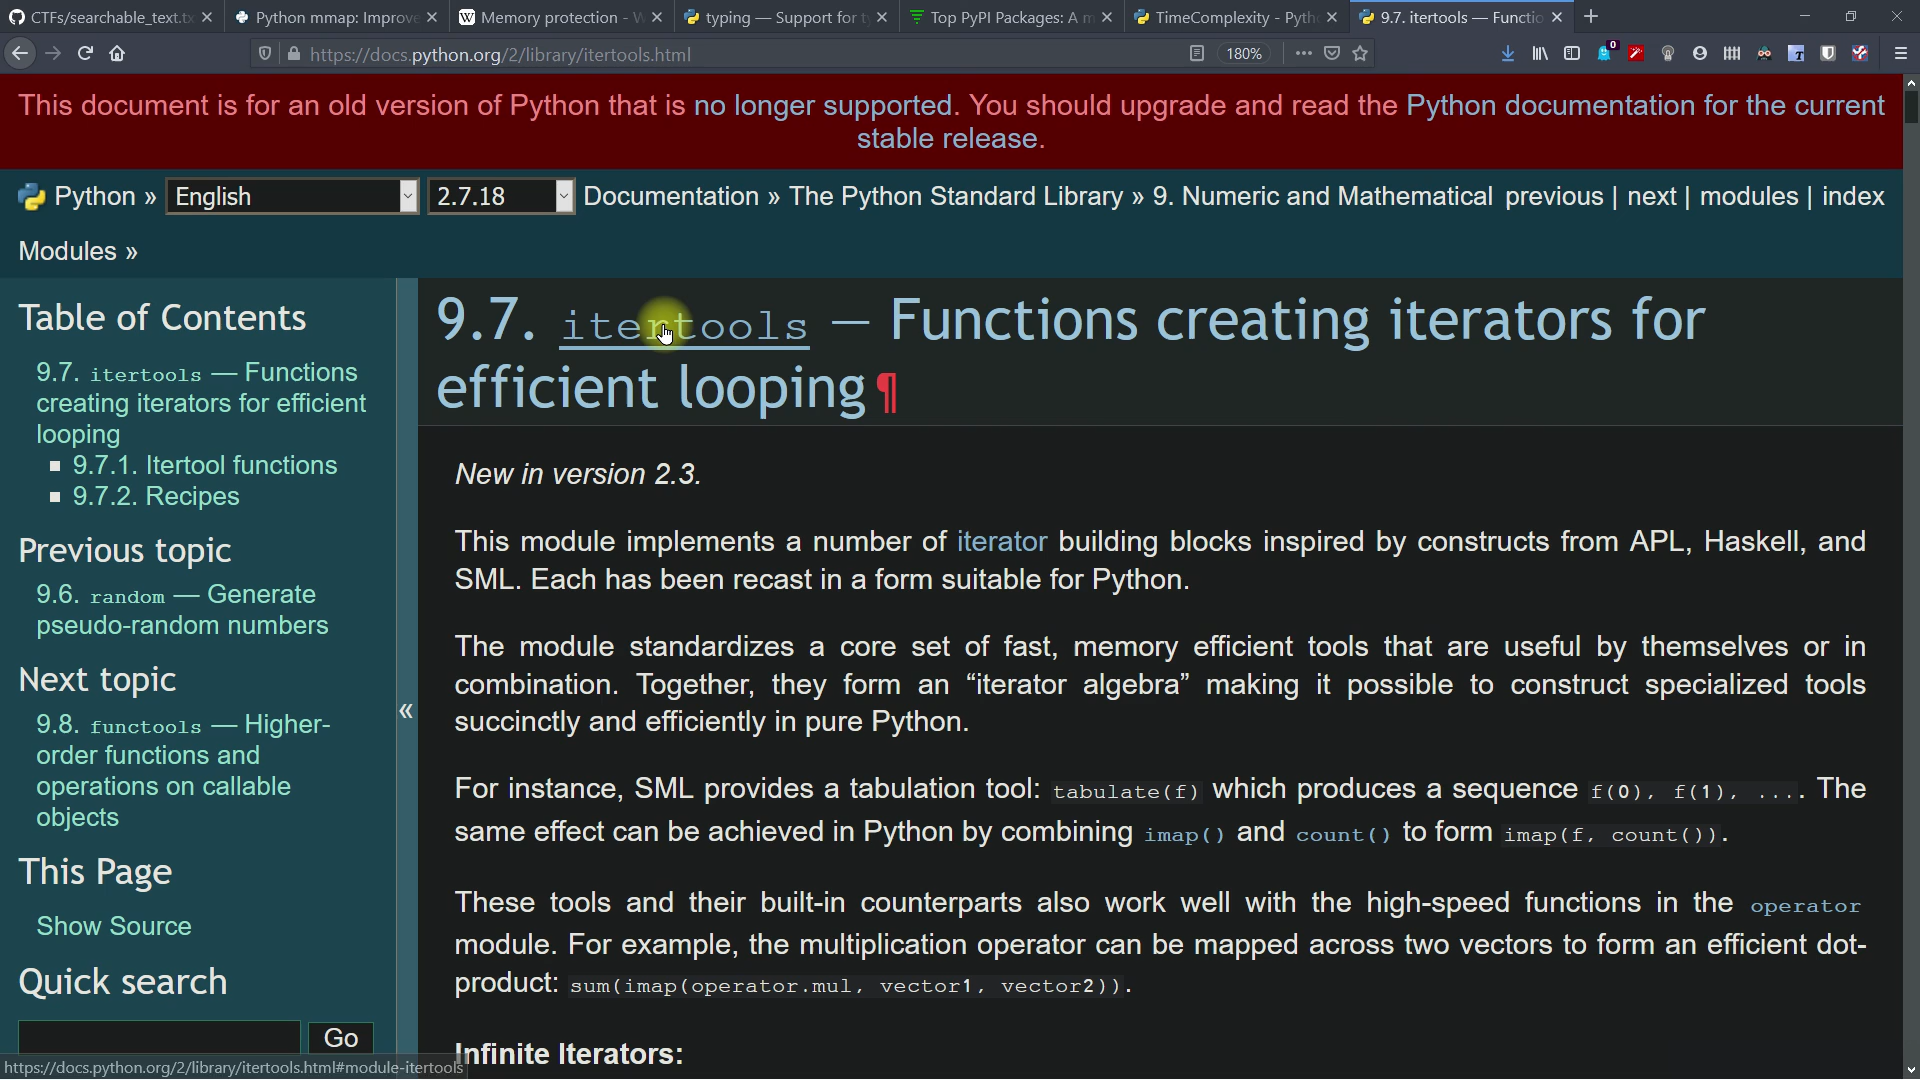 CTFs/searchable_text.tx
Python mmap: Improve
Memory protection - W
typing — Support for t
Top PyPI Packages: A m
TimeComplexity - Pyth
9.7. itertools — Functio
https://docs.python.org/2/library/itertools.html
180%
0
This document is for an old version of Python that is no longer supported. You should upgrade and read the Python documentation for the current
stable release.
Python » English 2.7.18 Documentation » The Python Standard Library » 9. Numeric and Mathematical previous | next | modules | index
Modules »
Table of Contents
9.7. itertools — Functions
creating iterators for efficient
looping
9.7.1. Itertool functions
9.7.2. Recipes
Previous topic
9.6. random — Generate
pseudo-random numbers
Next topic
9.8. functools — Higher-
order functions and
operations on callable
objects
This Page
Show Source
Quick search
Go
«
9.7. itertools — Functions creating iterators for
efficient looping¶
New in version 2.3.
This module implements a number of iterator building blocks inspired by constructs from APL, Haskell, and
SML. Each has been recast in a form suitable for Python.
The module standardizes a core set of fast, memory efficient tools that are useful by themselves or in
combination. Together, they form an “iterator algebra” making it possible to construct specialized tools
succinctly and efficiently in pure Python.
For instance, SML provides a tabulation tool: tabulate(f) which produces a sequence f(0), f(1), .... The
same effect can be achieved in Python by combining imap() and count() to form imap(f, count()).
These tools and their built-in counterparts also work well with the high-speed functions in the operator
module. For example, the multiplication operator can be mapped across two vectors to form an efficient dot-
product: sum(imap(operator.mul, vector1, vector2)).
Infinite Iterators:
https://docs.python.org/2/library/itertools.html#module-itertools